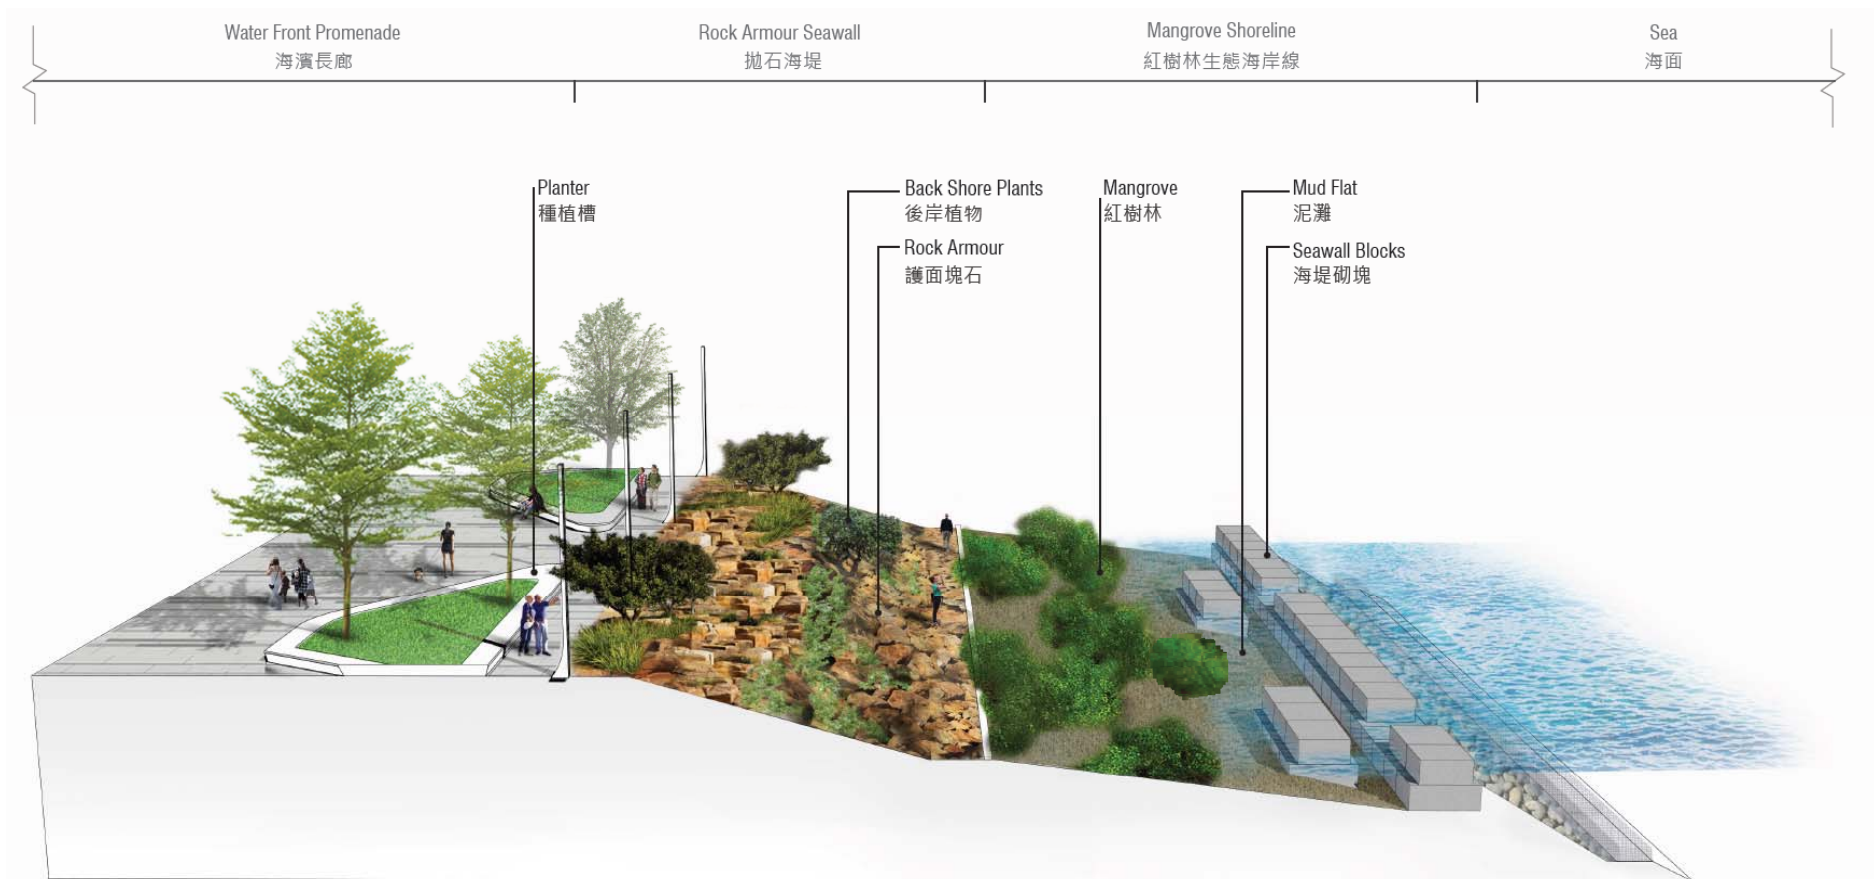 Water Front Promenade
海濱長廊
Rock Armour Seawall
拋石海堤
Mangrove Shoreline
紅樹林生態海岸線
Sea
海面
Planter
種植槽
Back Shore Plants
後岸植物
Rock Armour
護面塊石
Mangrove
紅樹林
Mud Flat
泥灘
Seawall Blocks
海堤砌塊